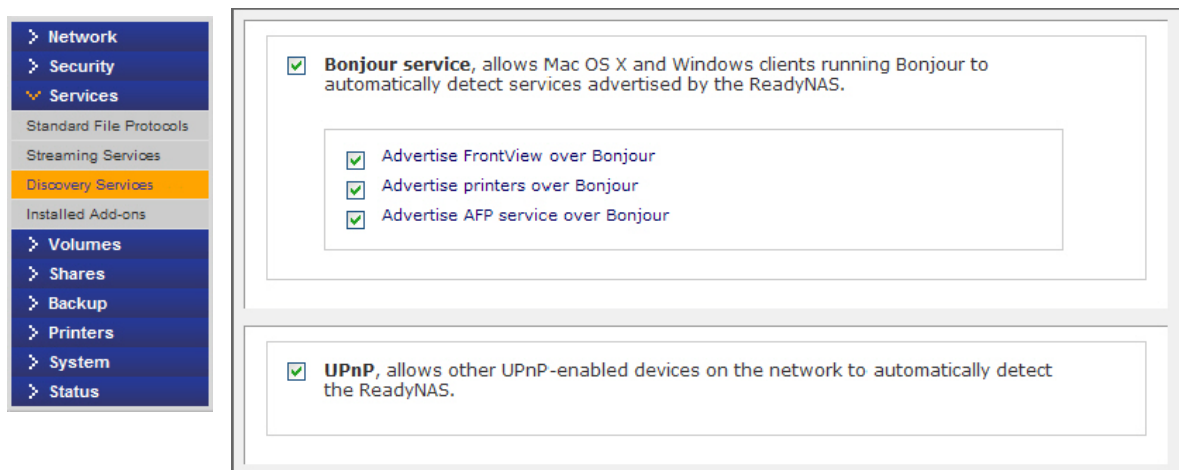 Network
Security
Services
Standard File Protocols
Streaming Services
Discovery Services
Installed Add-ons
Volumes
Shares
Backup
Printers
System
Status
Bonjour service, allows Mac OS X and Windows clients running Bonjour to
automatically detect services advertised by the ReadyNAS.
Advertise FrontView over Bonjour
Advertise printers over Bonjour
Advertise AFP service over Bonjour
UPnP, allows other UPnP-enabled devices on the network to automatically detect
the ReadyNAS.